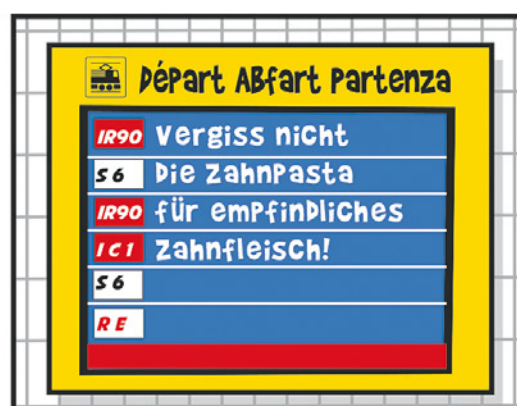 Départ Abfart Partenza
IR90 Vergiss nicht
S6 Die Zahnpasta
IR90 für empfindliches
IC1 Zahnfleisch!
S6
RE